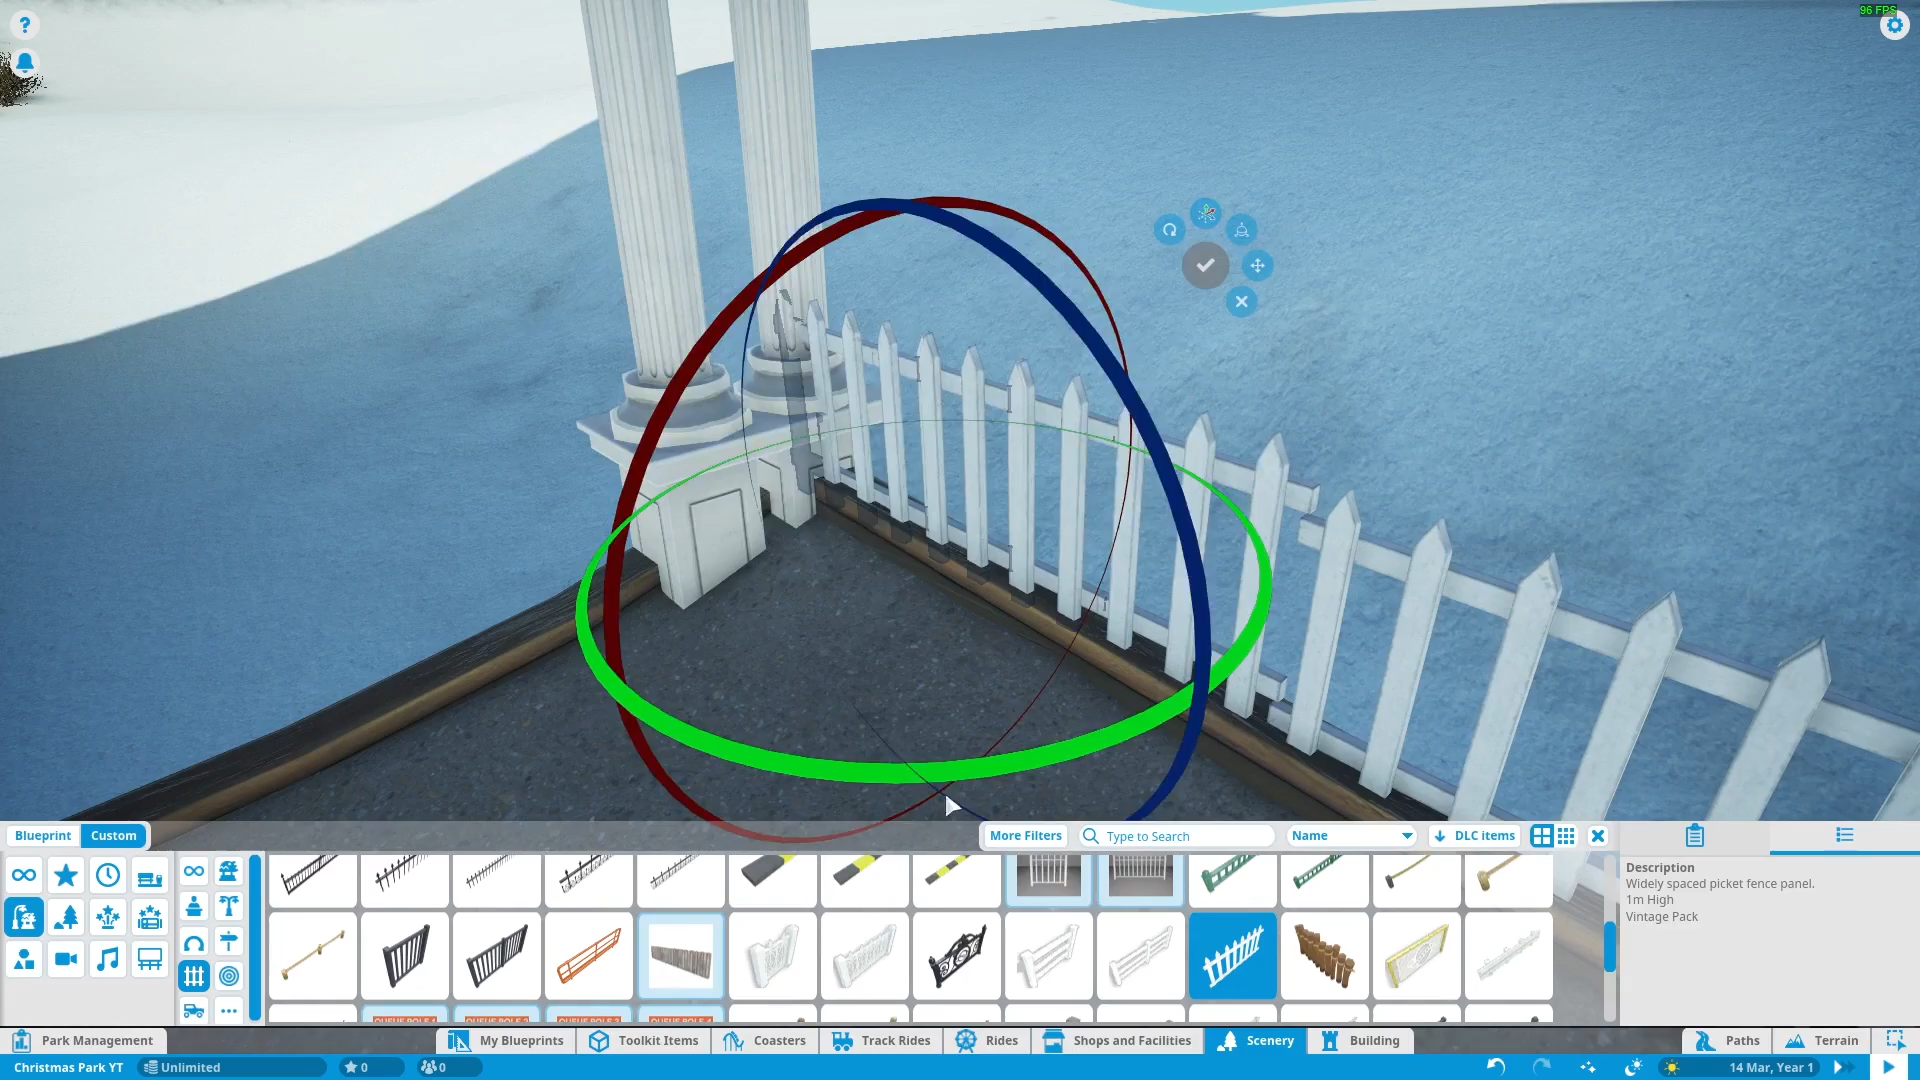 96 FPS
Blueprint
Custom
More Filters
Type to Search
Name
DLC items
Description
Widely spaced picket fence panel.
1m High
Vintage Pack
Park Management
My Blueprints
Toolkit Items
Coasters
Track Rides
Rides
Shops and Facilities
Scenery
Building
Paths
Terrain
Christmas Park YT
Unlimited
0
0
14 Mar, Year 1